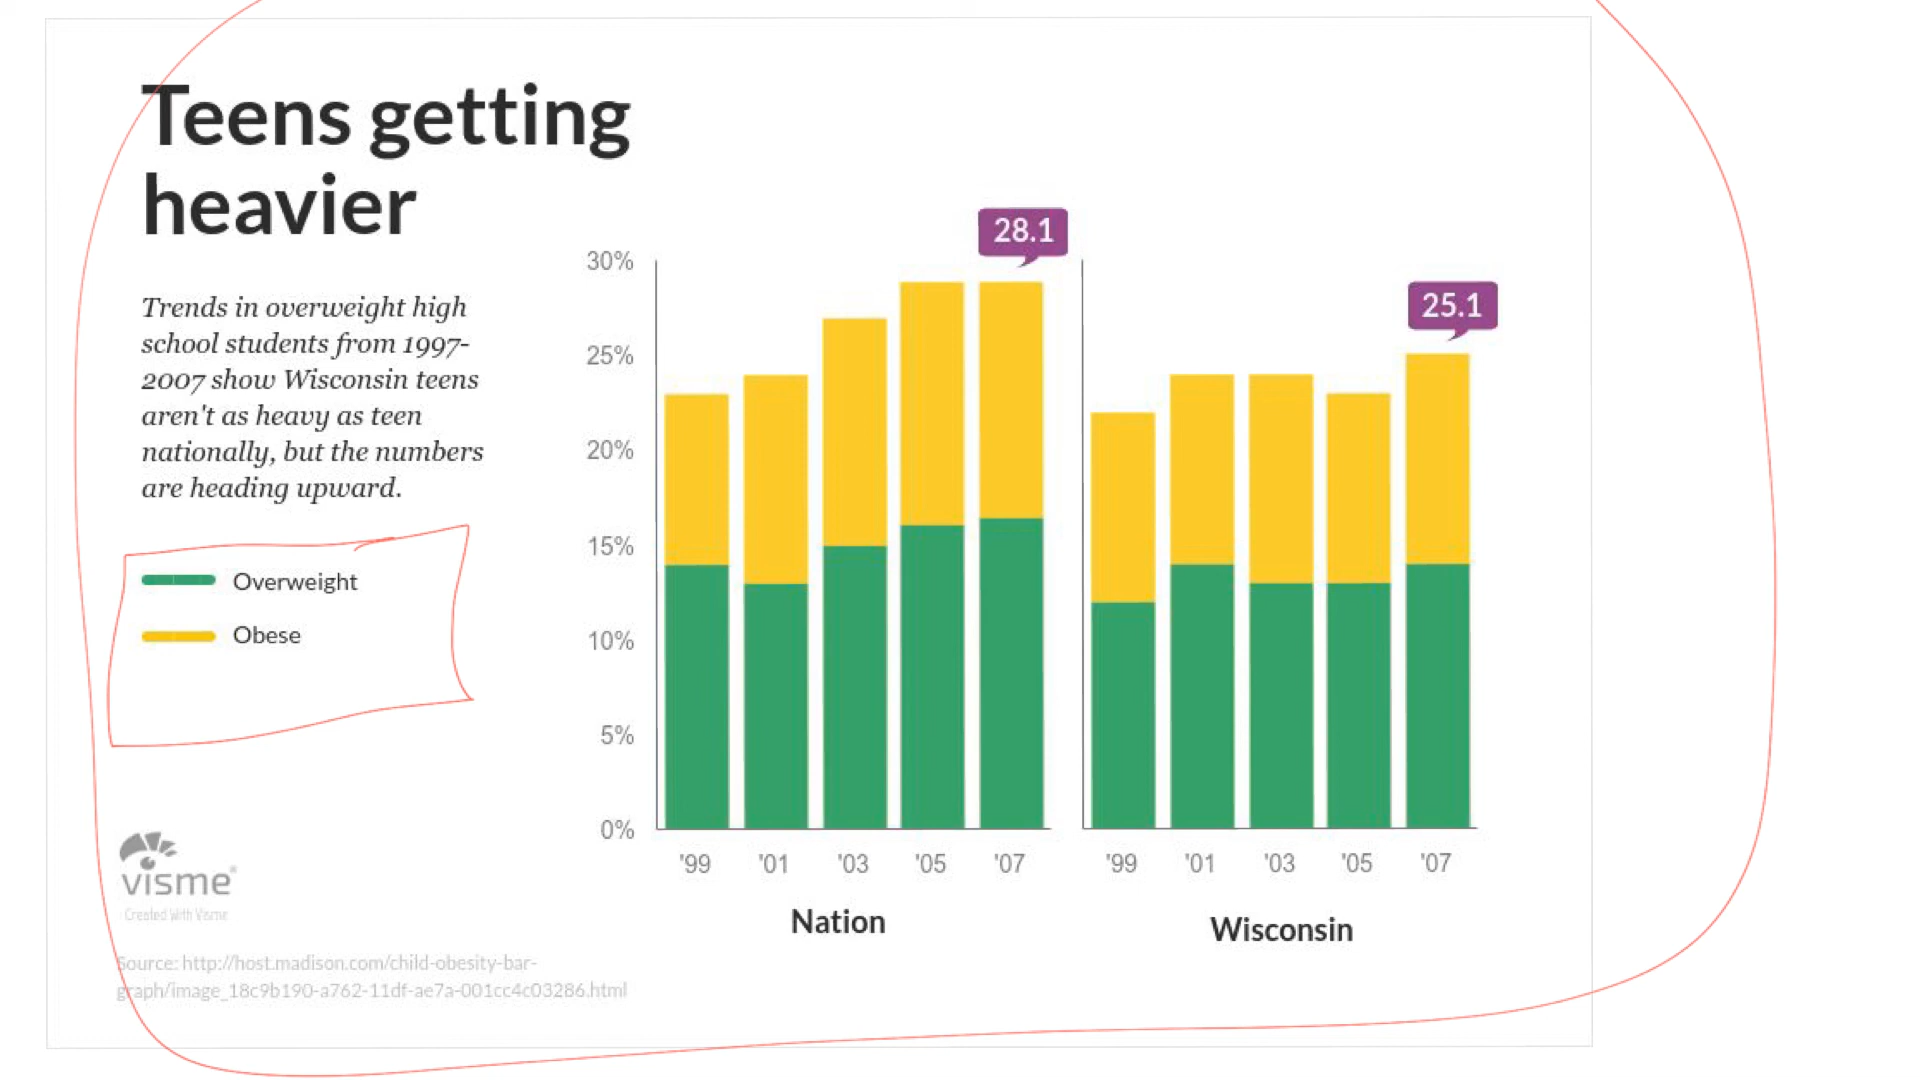 Teens getting
heavier
Trends in overweight high
school students from 1997-
2007 show Wisconsin teens
aren't as heavy as teen
nationally, but the numbers
are heading upward.
Overweight
Obese
28.1
25.1
30%
25%
20%
15%
10%
5%
0%
'99 '01 '03 '05 '07
'99 '01 '03 '05 '07
Nation
Wisconsin
visme®
Created With Visme
Source: http://host.madison.com/child-obesity-bar-
graph/image_18c9b190-a762-11df-ae7a-001cc4c03286.html